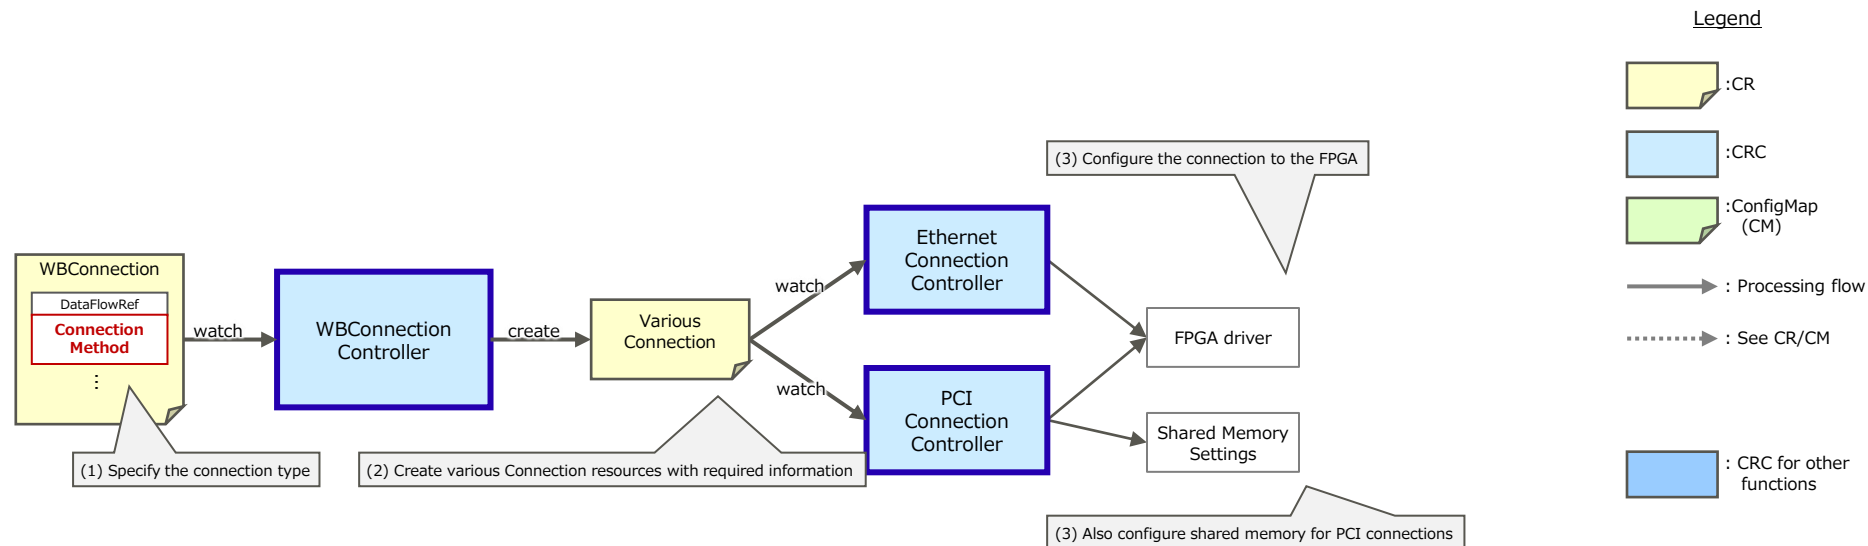 Legend
:CR
:CRC
:ConfigMap
(CM)
: Processing flow
: See CR/CM
: CRC for other
functions
(3) Configure the connection to the FPGA
WBConnection
DataFlowRef
Connection
Method
⋮
watch
WBConnection
Controller
create
Various
Connection
watch
watch
Ethernet
Connection
Controller
PCI
Connection
Controller
FPGA driver
Shared Memory
Settings
(1) Specify the connection type
(2) Create various Connection resources with required information
(3) Also configure shared memory for PCI connections